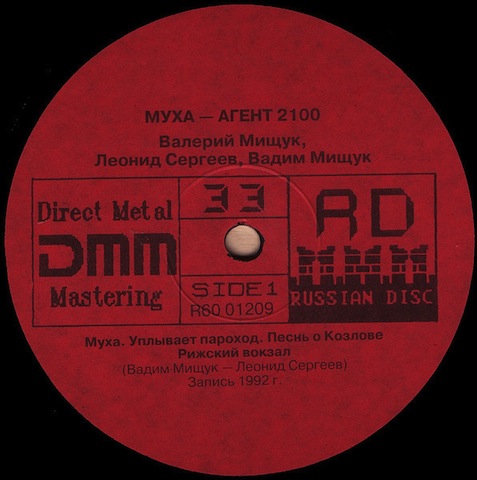 МУХА — АГЕНТ 2100
Валерий Мищук,
Леонид Сергеев, Вадим Мищук
Direct Metal
DMM
Mastering
33
SIDE 1
R60 01209
RD
RUSSIAN DISC
Муха. Уплывает пароход. Песнь о Козлове
Рижский вокзал
(Вадим Мищук — Леонид Сергеев)
Запись 1992 г.